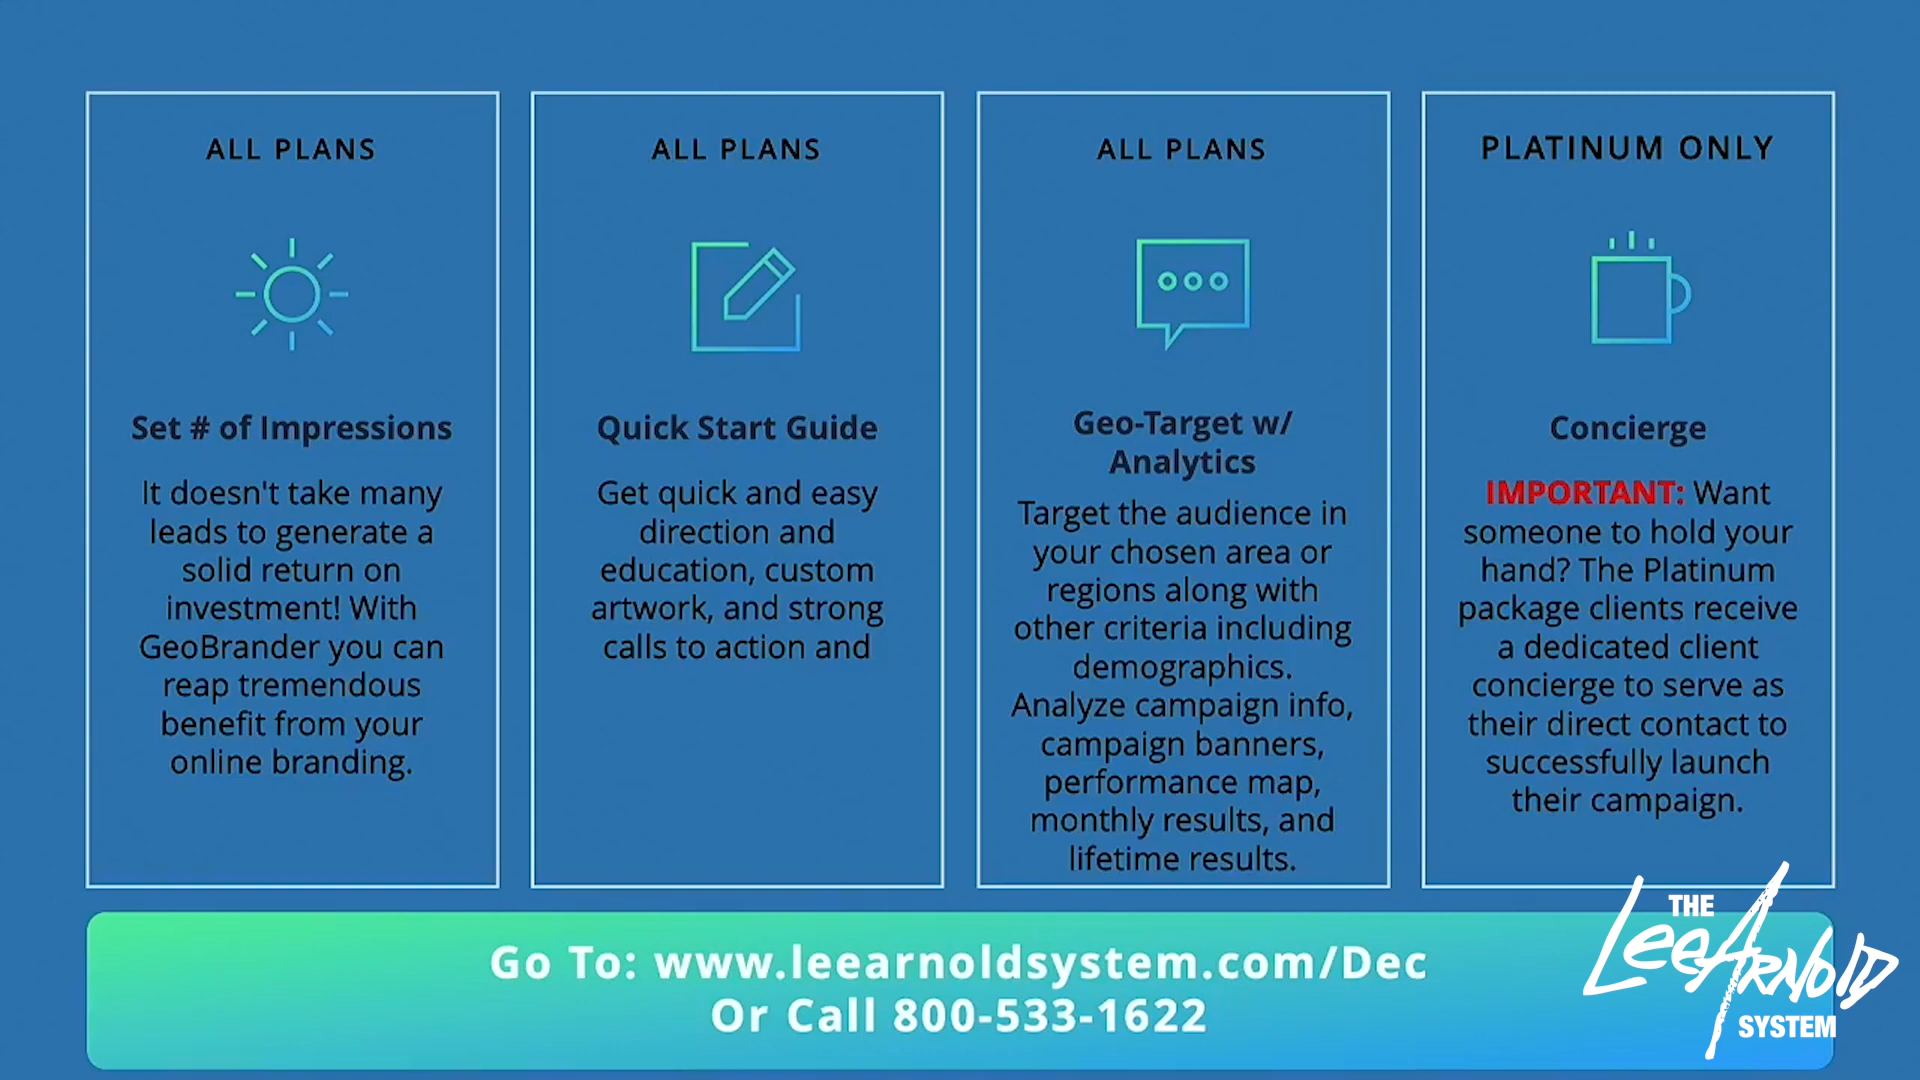 ALL PLANS
Set # of Impressions
It doesn't take many
leads to generate a
solid return on
investment! With
GeoBrander you can
reap tremendous
benefit from your
online branding.
ALL PLANS
Quick Start Guide
Get quick and easy
direction and
education, custom
artwork, and strong
calls to action and
ALL PLANS
Geo-Target w/
Analytics
Target the audience in
your chosen area or
regions along with
other criteria including
demographics.
Analyze campaign info,
campaign banners,
performance map,
monthly results, and
lifetime results.
PLATINUM ONLY
Concierge
IMPORTANT: Want
someone to hold your
hand? The Platinum
package clients receive
a dedicated client
concierge to serve as
their direct contact to
successfully launch
their campaign.
Go To: www.leearnoldsystem.com/Dec
Or Call 800-533-1622
THE
Lee Arnold
SYSTEM